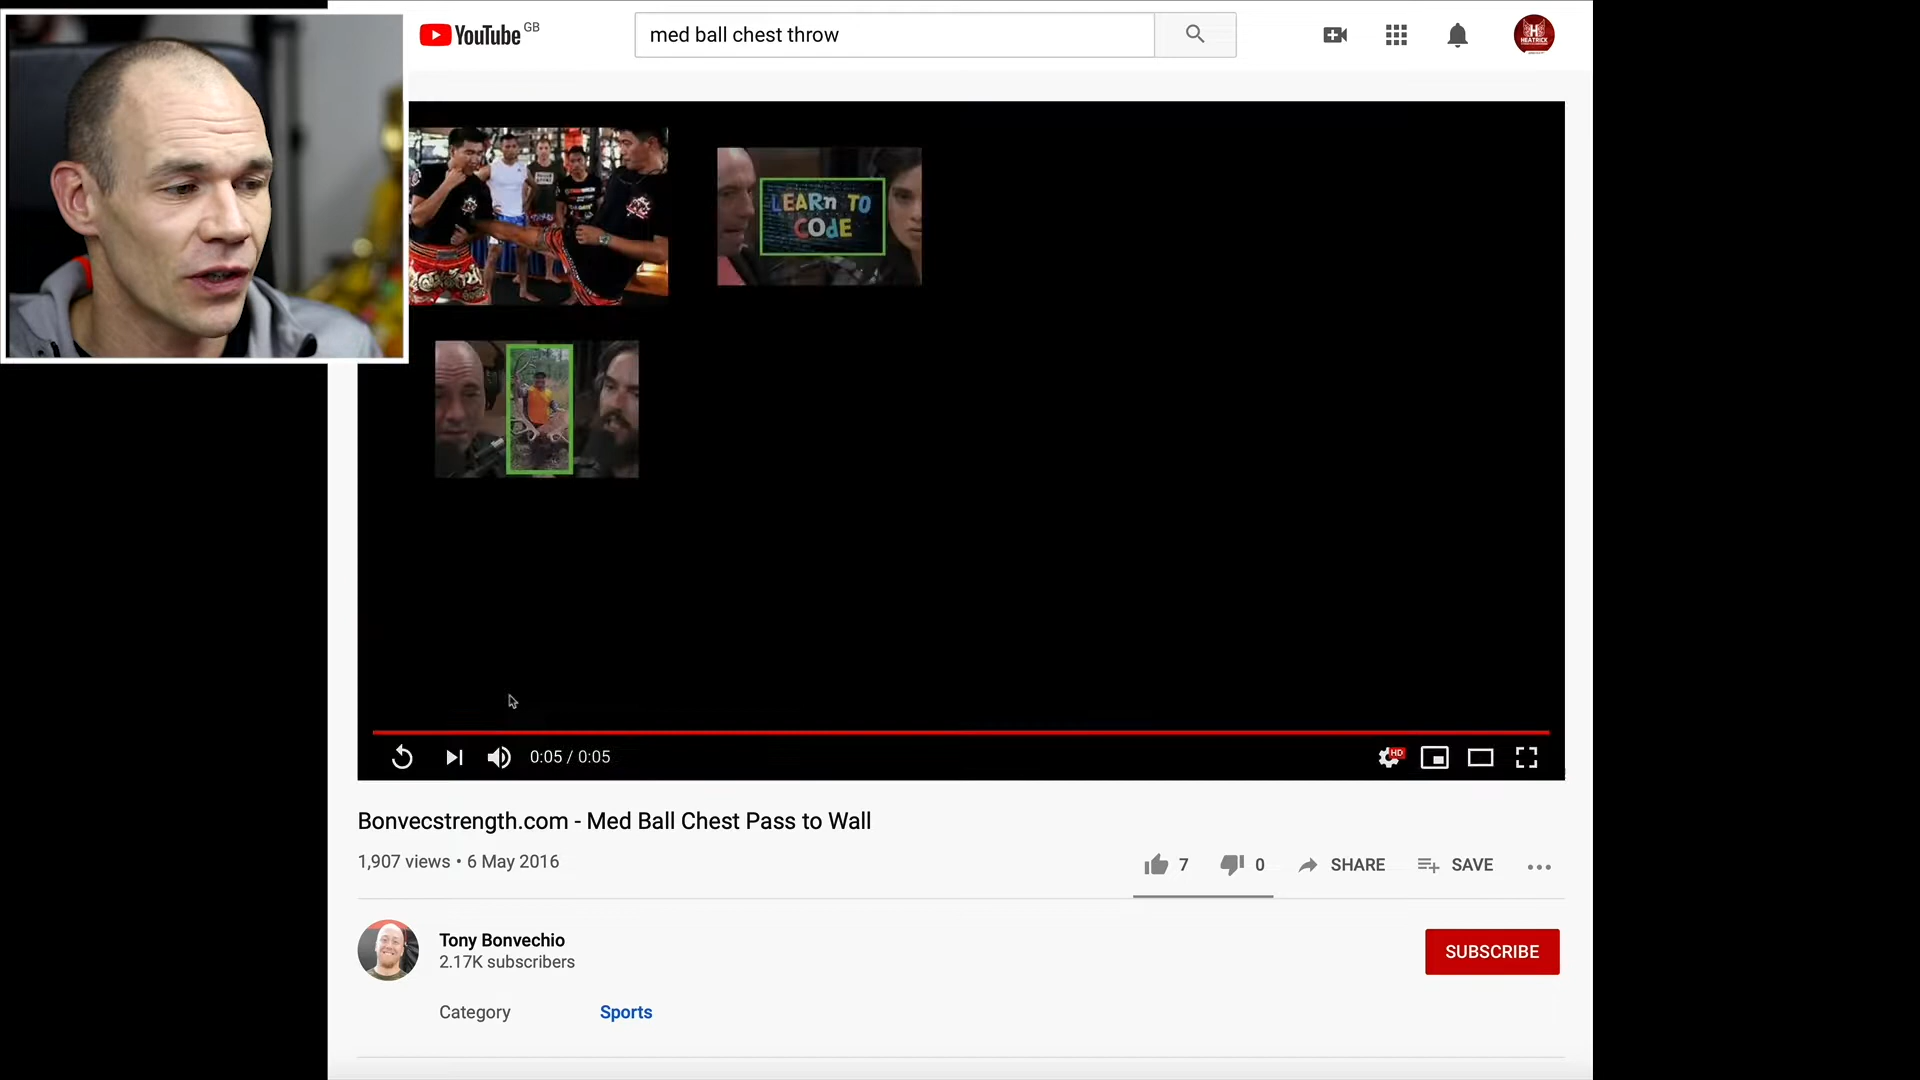 YouTube GB
med ball chest throw
HEATRICK
LEARn TO
CODE
0:05 / 0:05
HD
Bonvecstrength.com - Med Ball Chest Pass to Wall
1,907 views • 6 May 2016
7
0
SHARE
SAVE
Tony Bonvechio
2.17K subscribers
SUBSCRIBE
Category
Sports